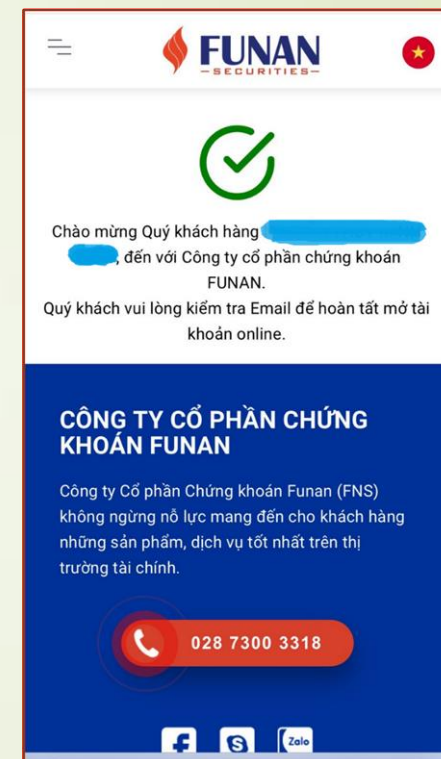 FUNAN
-SECURITIES-
Chào mừng Quý khách hàng
, đến với Công ty cổ phần chứng khoán
FUNAN.
Quý khách vui lòng kiểm tra Email để hoàn tất mở tài
khoản online.
CÔNG TY CỔ PHẦN CHỨNG
KHOÁN FUNAN
Công ty Cổ phần Chứng khoán Funan (FNS)
không ngừng nỗ lực mang đến cho khách hàng
những sản phẩm, dịch vụ tốt nhất trên thị
trường tài chính.
028 7300 3318
Zalo